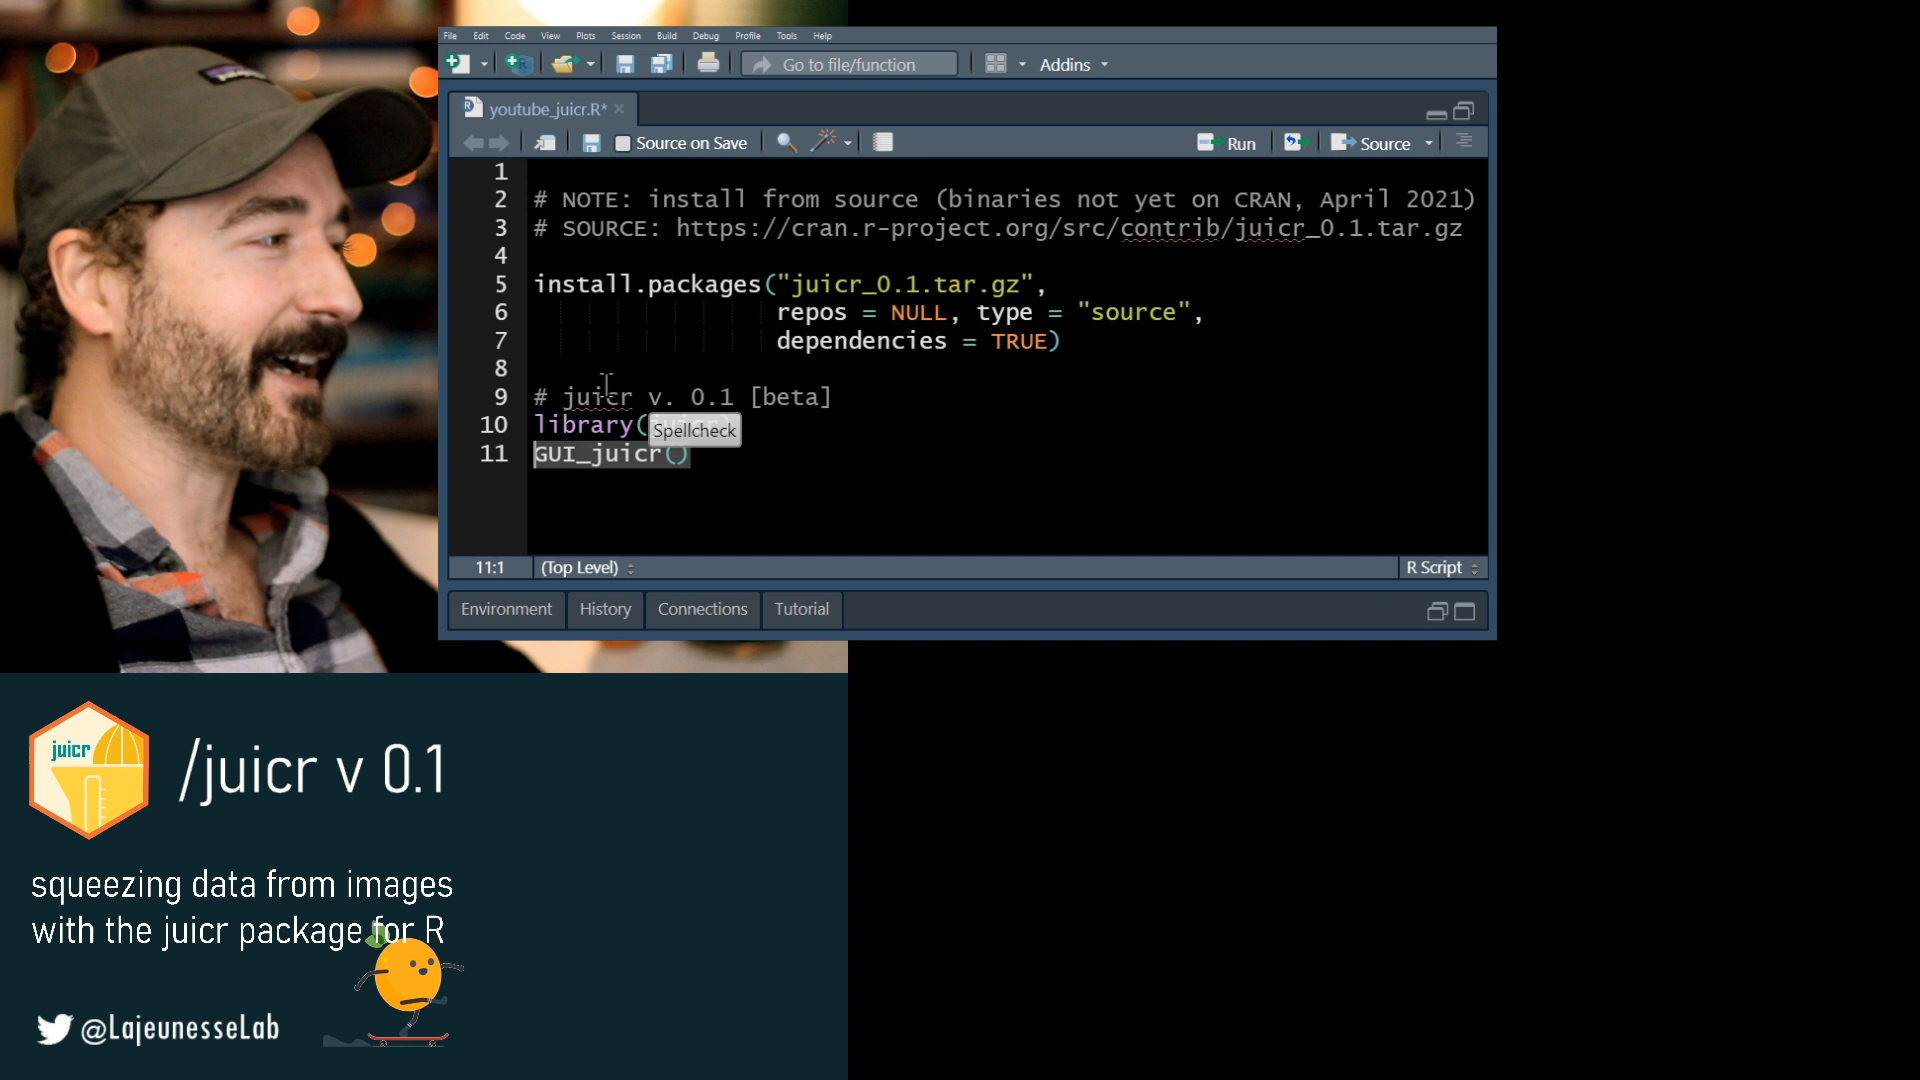 File Edit Code View Plots Session Build Debug Profile Tools Help
Go to file/function Addins
youtube_juicr.R*
Source on Save Run Source
1
2 # NOTE: install from source (binaries not yet on CRAN, April 2021)
3 # SOURCE: https://cran.r-project.org/src/contrib/juicr_0.1.tar.gz
4
5 install.packages("juicr_0.1.tar.gz",
6 repos = NULL, type = "source",
7 dependencies = TRUE)
8
9 # juicr v. 0.1 [beta]
10 library(
Spellcheck
11 GUI_juicr()
11:1 (Top Level) R Script
Environment History Connections Tutorial
juicr
/juicr v 0.1
squeezing data from images
with the juicr package for R
@LajeunesseLab